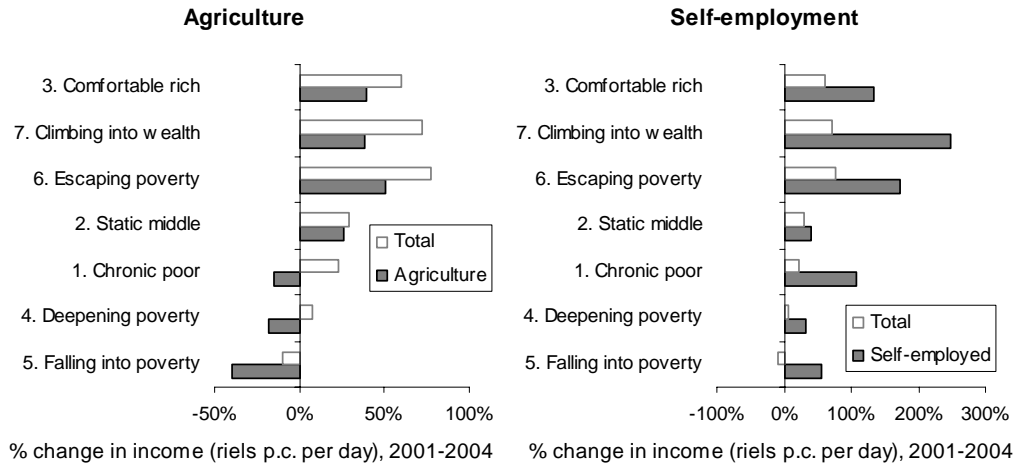 Agriculture
3. Comfortable rich
7. Climbing into wealth
6. Escaping poverty
2. Static middle
1. Chronic poor
4. Deepening poverty
5. Falling into poverty
Total
Agriculture
-50% 0% 50% 100%
% change in income (riels p.c. per day), 2001-2004
Self-employment
3. Comfortable rich
7. Climbing into wealth
6. Escaping poverty
2. Static middle
1. Chronic poor
4. Deepening poverty
5. Falling into poverty
Total
Self-employed
-100% 0% 100% 200% 300%
% change in income (riels p.c. per day), 2001-2004